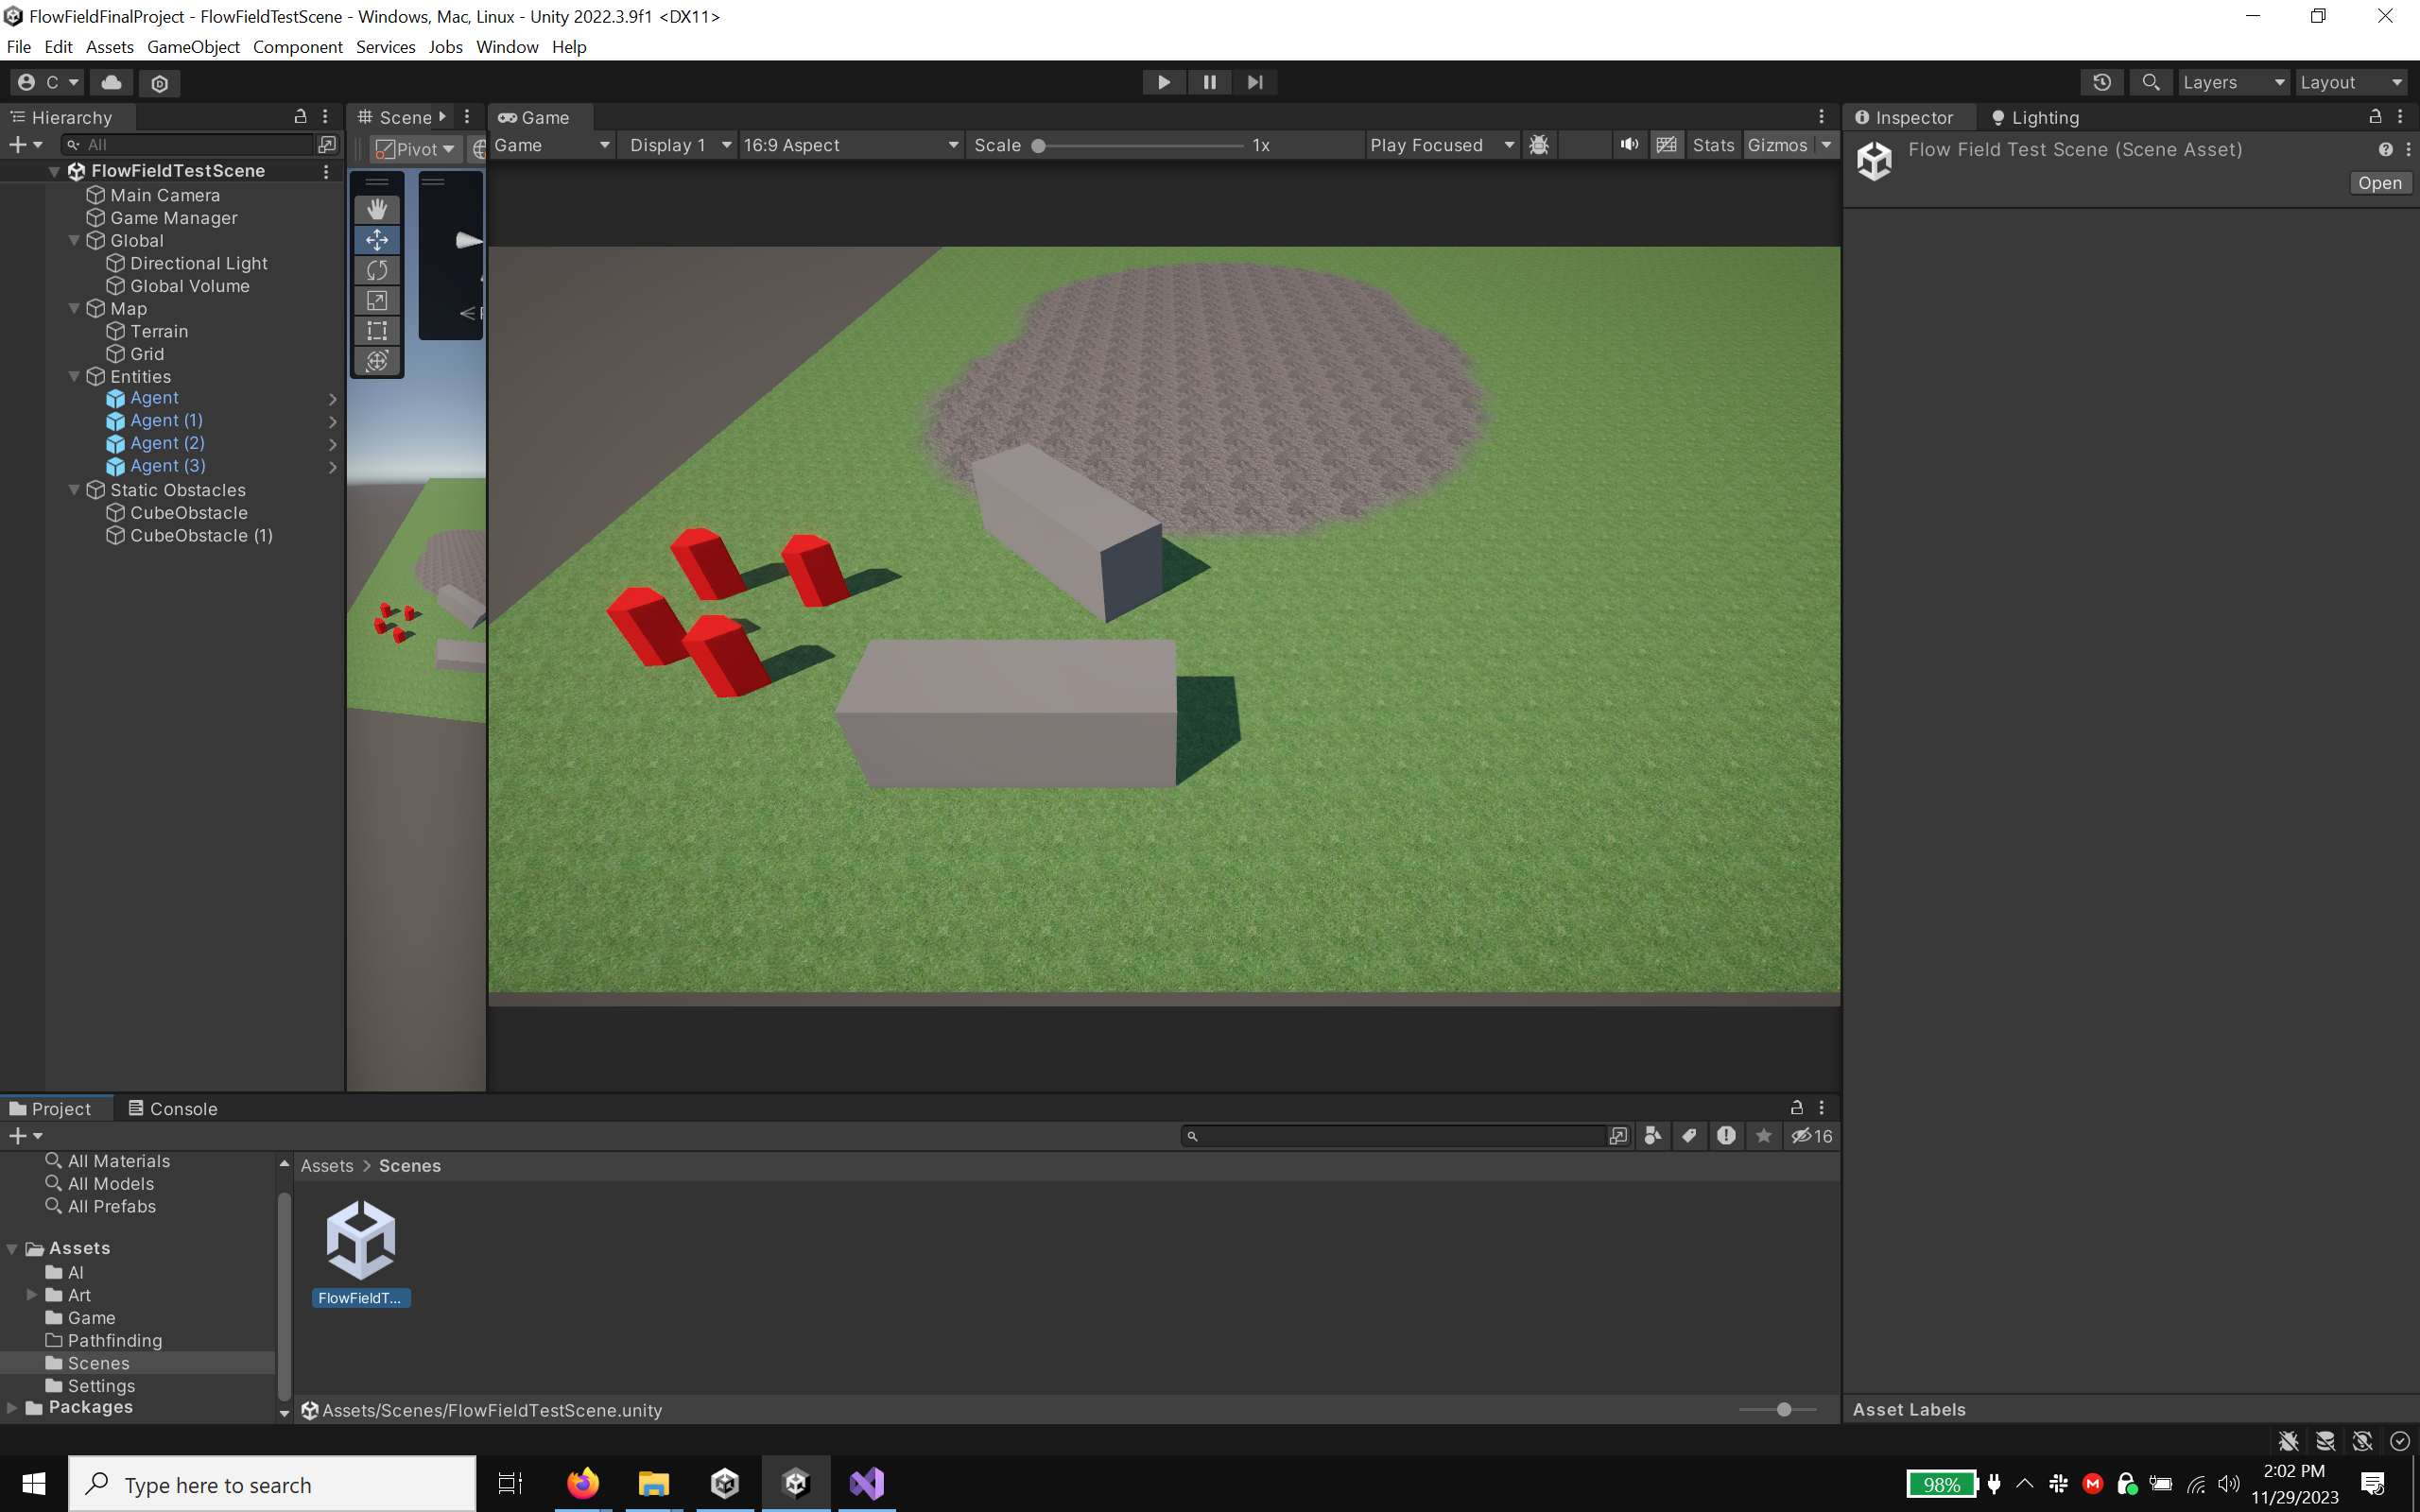 FlowFieldFinalProject - FlowFieldTestScene - Windows, Mac, Linux - Unity 2022.3.9f1 <DX11>
File Edit Assets GameObject Component Services Jobs Window Help
C Layers Layout
Hierarchy Scene Game Inspector Lighting
All Pivot Game Display 1 16:9 Aspect Scale 1x Play Focused Stats Gizmos
Flow Field Test Scene (Scene Asset)
Open
FlowFieldTestScene
Main Camera
Game Manager
Global
Directional Light
Global Volume
Map
Terrain
Grid
Entities
Agent
Agent (1)
Agent (2)
Agent (3)
Static Obstacles
CubeObstacle
CubeObstacle (1)
Project Console
16
All Materials
All Models
All Prefabs
Assets
AI
Art
Game
Pathfinding
Scenes
Settings
Packages
Assets > Scenes
FlowFieldT...
Assets/Scenes/FlowFieldTestScene.unity
Asset Labels
Type here to search
98%
2:02 PM
11/29/2023